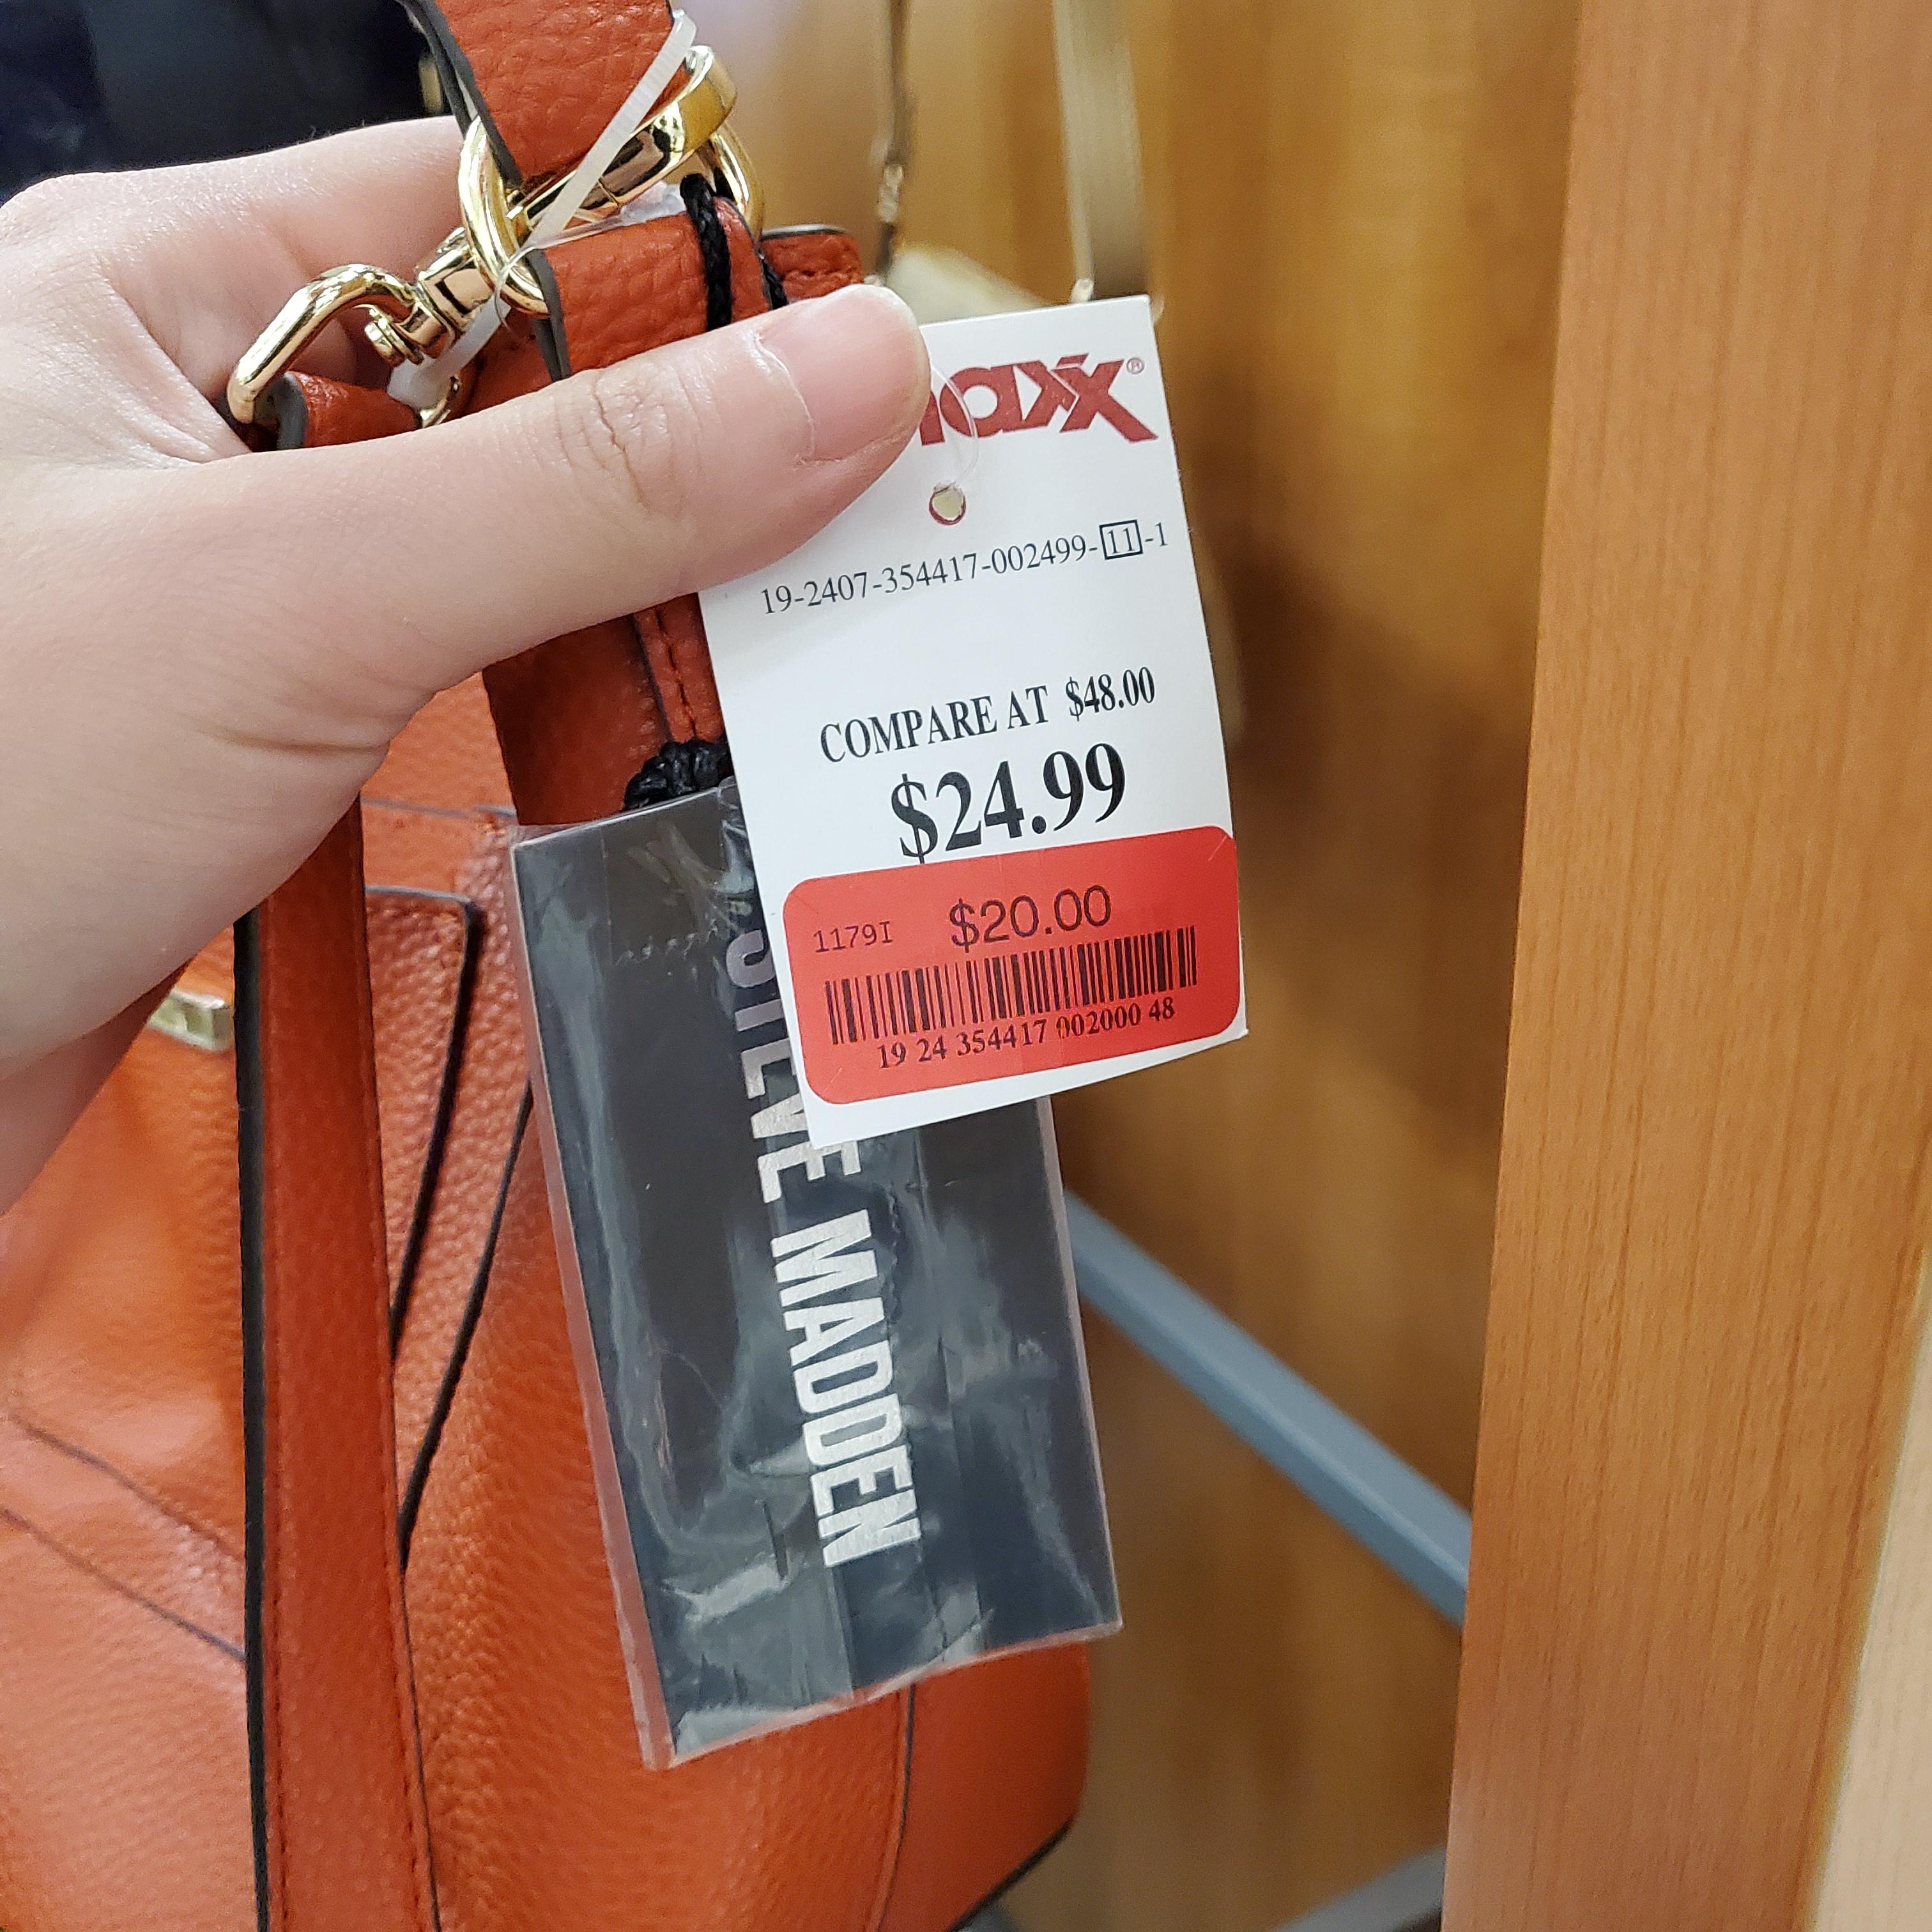 maxx®
19-2407-354417-002499-11-1
COMPARE AT $48.00
$24.99
1179I $20.00
19 24 354417 002000 48
STEVE MADDEN